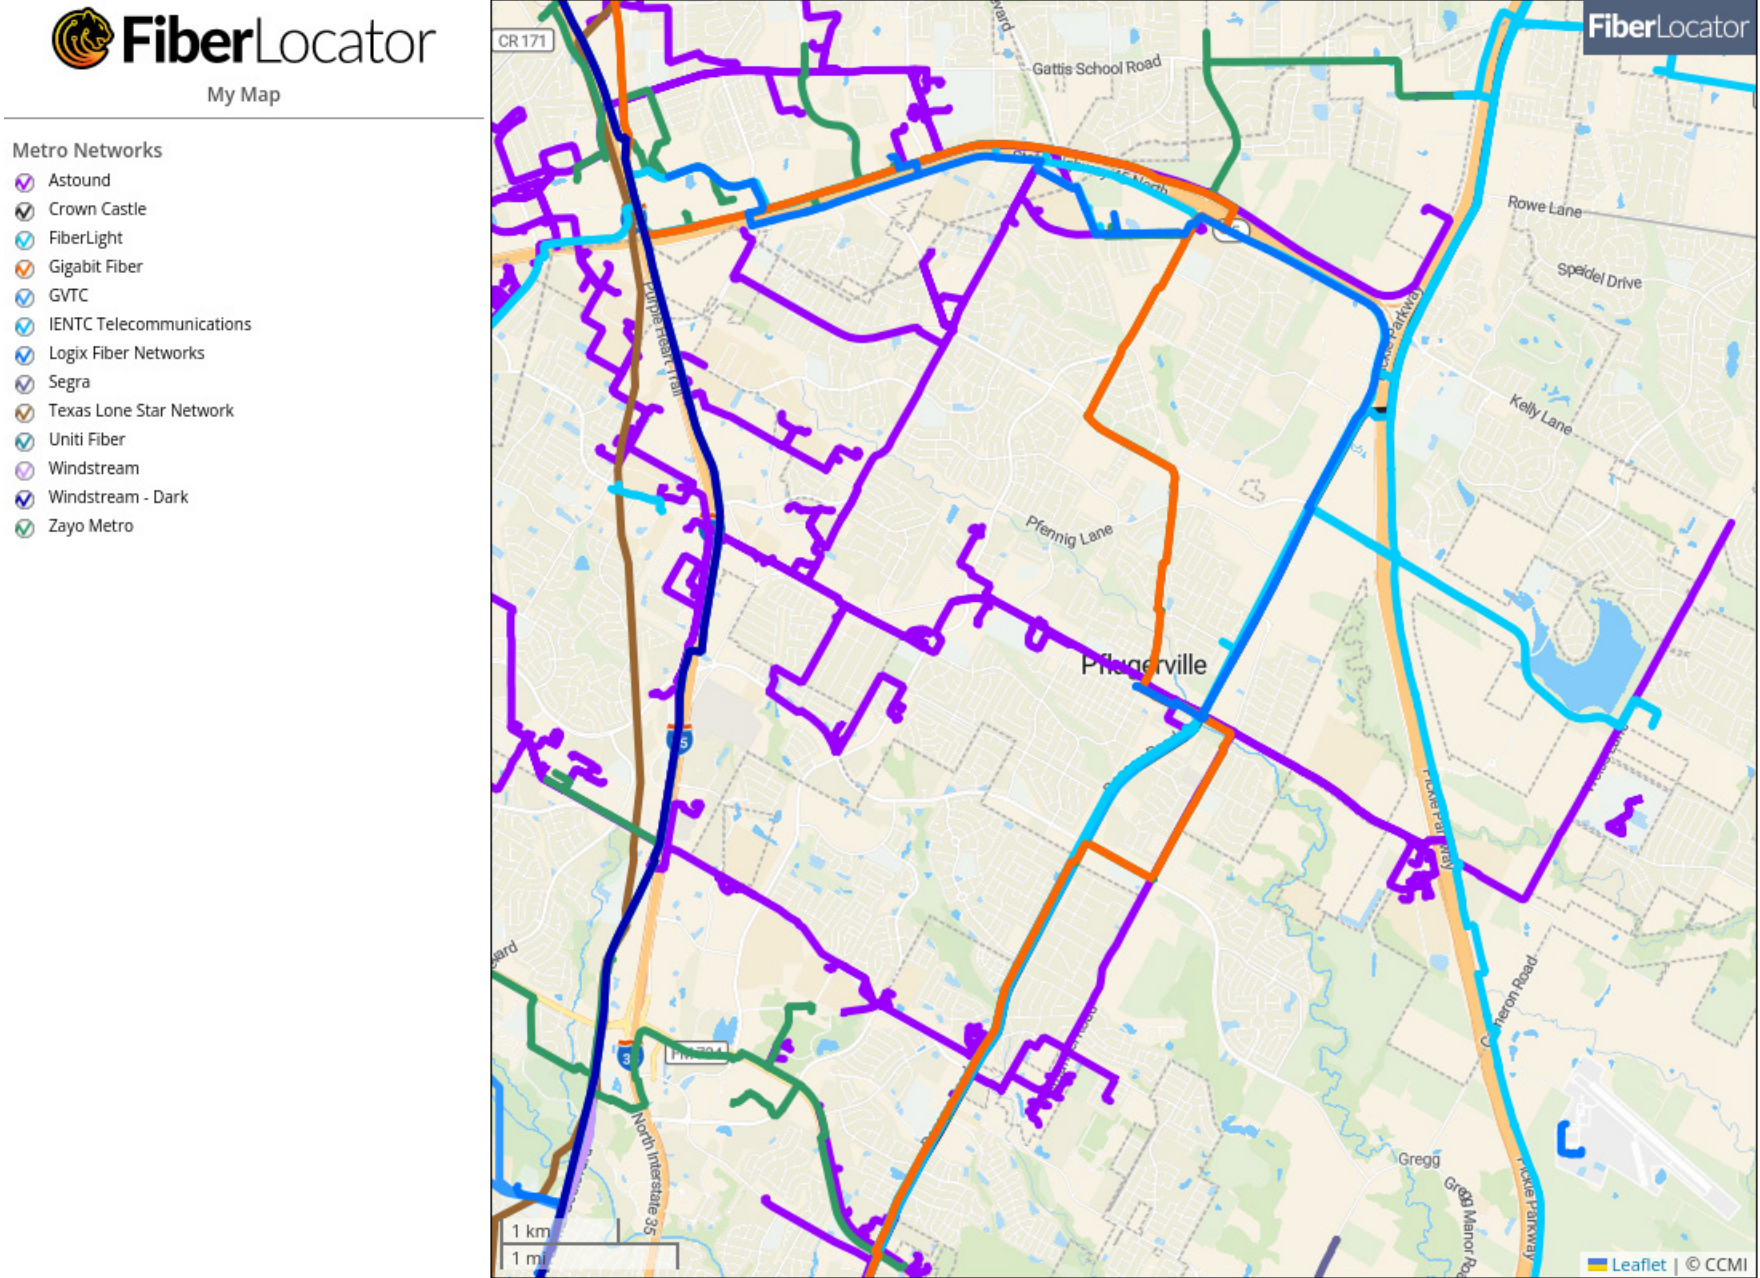 FiberLocator
My Map
Metro Networks
Astound
Crown Castle
FiberLight
Gigabit Fiber
GVTC
IENTC Telecommunications
Logix Fiber Networks
Segra
Texas Lone Star Network
Uniti Fiber
Windstream
Windstream - Dark
Zayo Metro
FiberLocator
CR 171
Gattis School Road
Rowe Lane
Speidel Drive
Purple Heart Trail
Kelly Lane
Pfennig Lane
Pflugerville
Pickle Parkway
North Interstate 35
Gregg
Gregg Manor Roa
Pickle Parkway
1 km
1 mi
Leaflet | © CCMI